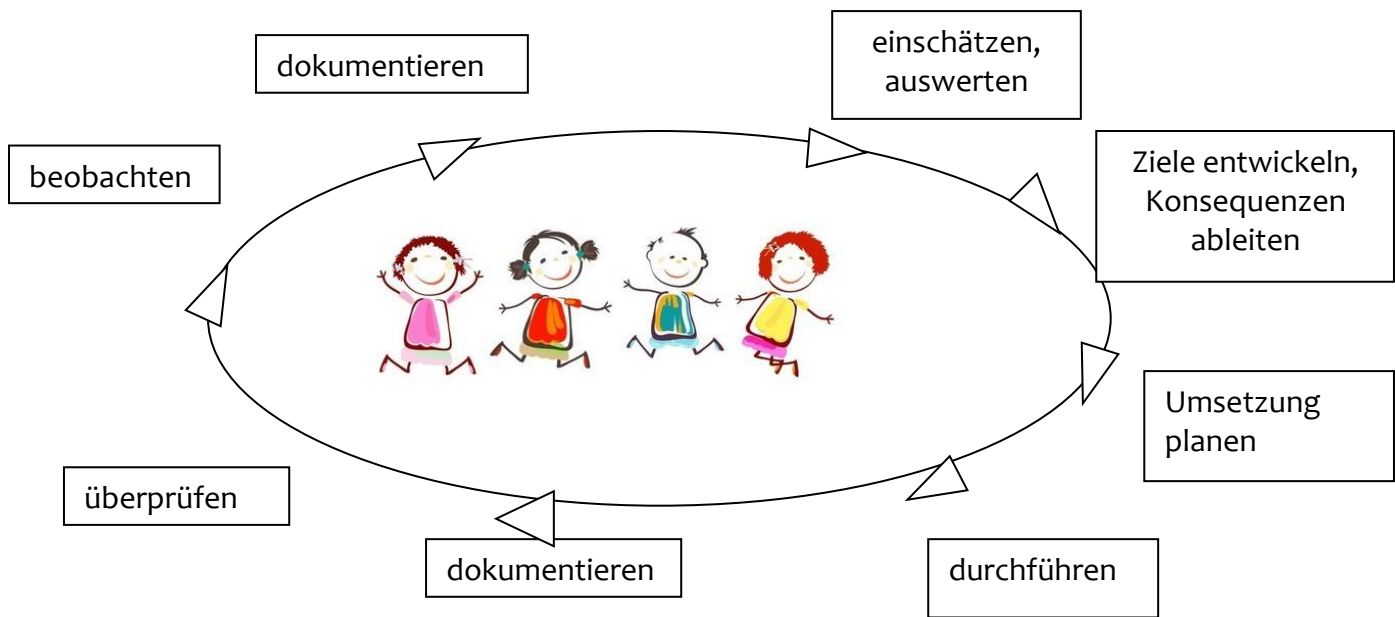 dokumentieren
einschätzen,
auswerten
beobachten
Ziele entwickeln,
Konsequenzen
ableiten
Umsetzung
planen
überprüfen
dokumentieren
durchführen